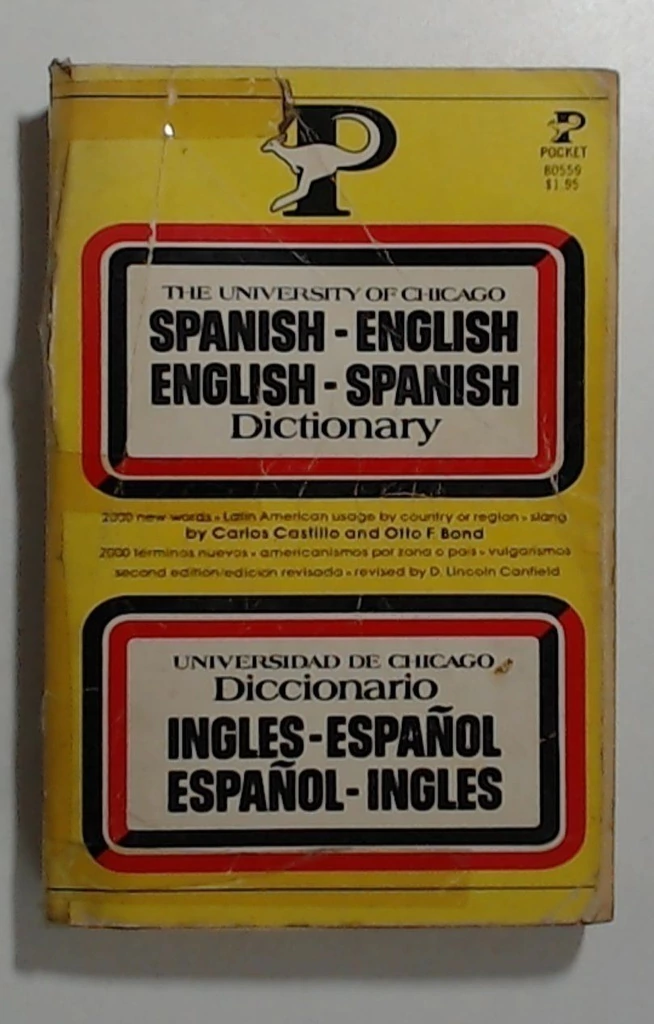 P
P
POCKET
80559
$1.95
THE UNIVERSITY OF CHICAGO
SPANISH - ENGLISH
ENGLISH - SPANISH
Dictionary
2000 new words • Latin American usage by country or region • slang
by Carlos Castillo and Otto F. Bond
2000 términos nuevos • americanismos por zona o país • vulgarismos
second edition/edición revisada • revised by D. Lincoln Canfield
UNIVERSIDAD DE CHICAGO
Diccionario
INGLES-ESPAÑOL
ESPAÑOL-INGLES